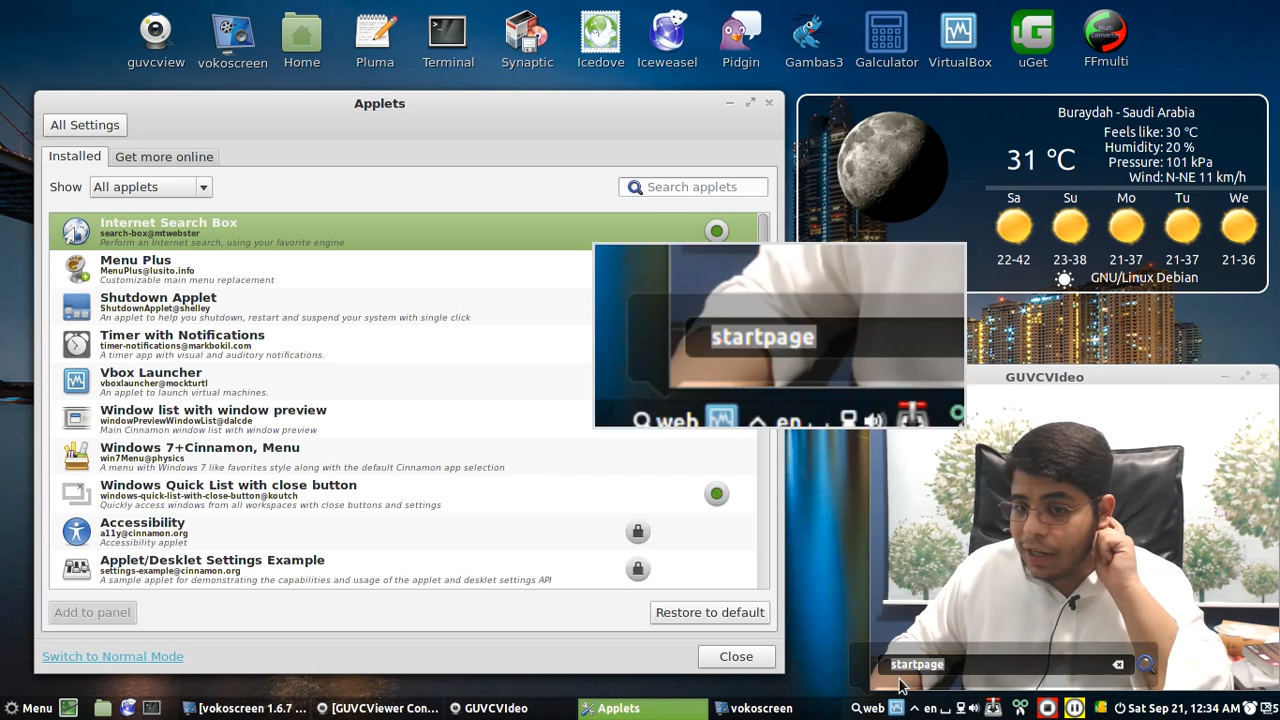 guvcview
vokoscreen
Home
Pluma
Terminal
Synaptic
Icedove
Iceweasel
Pidgin
Gambas3
Galculator
VirtualBox
uGet
FFmulti
Applets
All Settings
Installed
Get more online
Show
All applets
Search applets
Internet Search Box
search-box@mtwebster
Perform an Internet search, using your favorite engine
Menu Plus
MenuPlus@lusito.info
Customizable main menu replacement
Shutdown Applet
ShutdownApplet@shelley
An applet to help you shutdown, restart and suspend your system with single click
Timer with Notifications
timer-notifications@markbokil.com
A timer app with visual and auditory notifications.
Vbox Launcher
vboxlauncher@mockturtl
An applet to launch virtual machines.
Window list with window preview
windowPreviewWindowList@dalcde
Main Cinnamon window list with window preview
Windows 7+Cinnamon, Menu
win7Menu@physics
A menu with Windows 7 like favorites style along with the default Cinnamon app selection
Windows Quick List with close button
windows-quick-list-with-close-button@koutch
Quickly access windows from all workspaces with close buttons and settings
Accessibility
a11y@cinnamon.org
Accessibility applet
Applet/Desklet Settings Example
settings-example@cinnamon.org
A sample applet for demonstrating the capabilities and usage of the applet and desklet settings API
Add to panel
Restore to default
Switch to Normal Mode
Close
Buraydah - Saudi Arabia
31 ℃
Feels like: 30 ℃
Humidity: 20 %
Pressure: 101 kPa
Wind: N-NE 11 km/h
Sa Su Mo Tu We
22-42 23-38 21-37 21-37 21-36
GNU/Linux Debian
startpage
web en
GUVCVIdeo
startpage
Menu
[vokoscreen 1.6.7 ...
[GUVCViewer Con...
GUVCVIdeo
Applets
vokoscreen
web
en
Sat Sep 21, 12:34 AM
5